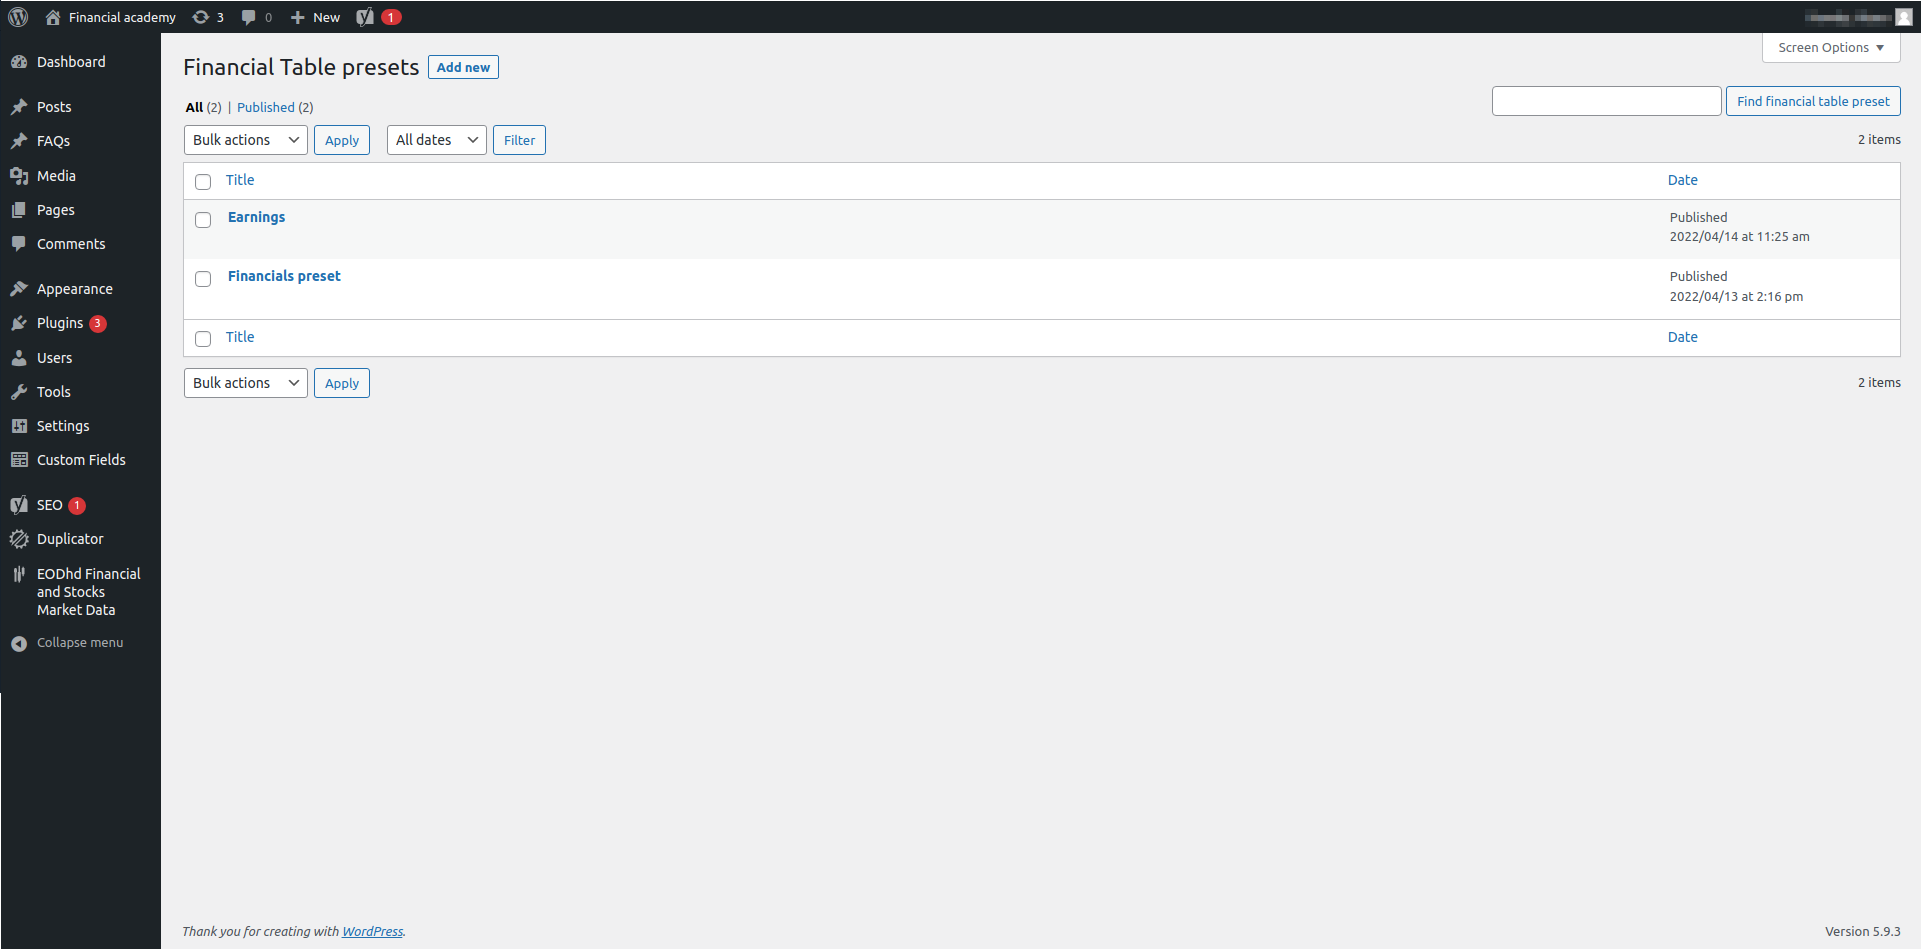 Financial academy 3 0 New 1
Dashboard
Posts
FAQs
Media
Pages
Comments
Appearance
Plugins 3
Users
Tools
Settings
Custom Fields
SEO 1
Duplicator
EODhd Financial
and Stocks
Market Data
Collapse menu
Screen Options
Financial Table presets Add new
All (2) | Published (2)
Find financial table preset
Bulk actions Apply All dates Filter 2 items
Title Date
Earnings Published
2022/04/14 at 11:25 am
Financials preset Published
2022/04/13 at 2:16 pm
Title Date
Bulk actions Apply 2 items
Thank you for creating with WordPress. Version 5.9.3